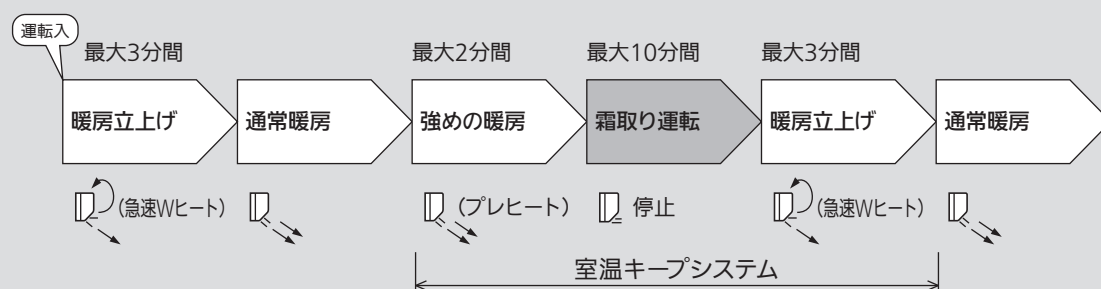 運転入
最大3分間
最大2分間
最大10分間
最大3分間
暖房立上げ
通常暖房
強めの暖房
霜取り運転
暖房立上げ
通常暖房
(急速Wヒート)
(プレヒート)
停止
(急速Wヒート)
室温キープシステム